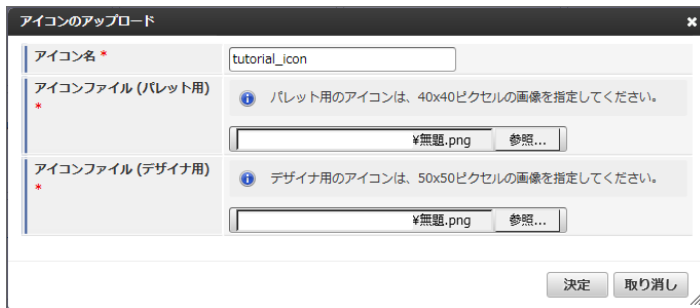 アイコンのアップロード
アイコン名 *
tutorial_icon
アイコンファイル (パレット用)
*
パレット用のアイコンは、40x40ピクセルの画像を指定してください。
¥無題.png 参照...
アイコンファイル (デザイナ用)
*
デザイナ用のアイコンは、50x50ピクセルの画像を指定してください。
¥無題.png 参照...
決定 取り消し